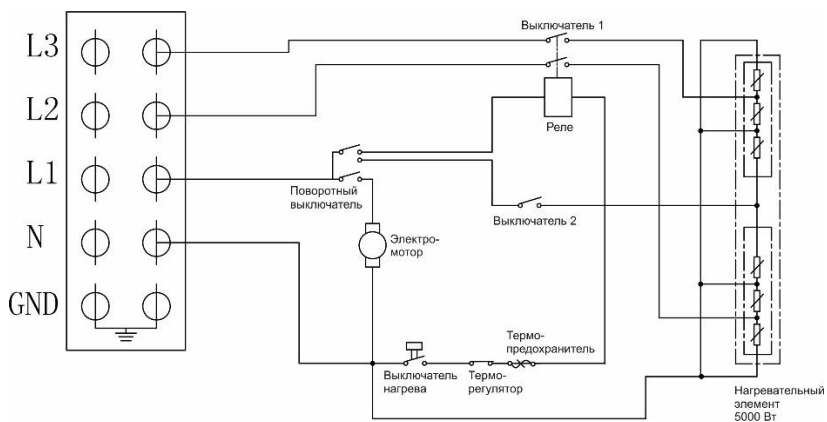 L3
L2
L1
N
GND
Выключатель 1
Реле
Поворотный
выключатель
Выключатель 2
Электро-
мотор
Термо-
предохранитель
Выключатель
нагрева
Термо-
регулятор
Нагревательный
элемент
5000 Вт